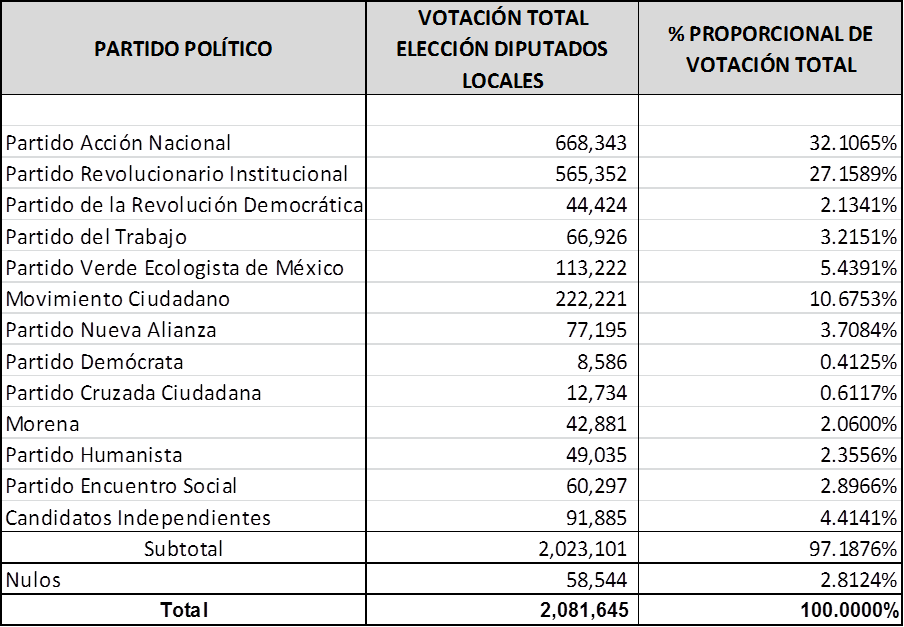 PARTIDO POLÍTICO VOTACIÓN TOTAL ELECCIÓN DIPUTADOS LOCALES % PROPORCIONAL DE VOTACIÓN TOTAL
Partido Acción Nacional 668,343 32.1065%
Partido Revolucionario Institucional 565,352 27.1589%
Partido de la Revolución Democrática 44,424 2.1341%
Partido del Trabajo 66,926 3.2151%
Partido Verde Ecologista de México 113,222 5.4391%
Movimiento Ciudadano 222,221 10.6753%
Partido Nueva Alianza 77,195 3.7084%
Partido Demócrata 8,586 0.4125%
Partido Cruzada Ciudadana 12,734 0.6117%
Morena 42,881 2.0600%
Partido Humanista 49,035 2.3556%
Partido Encuentro Social 60,297 2.8966%
Candidatos Independientes 91,885 4.4141%
Subtotal 2,023,101 97.1876%
Nulos 58,544 2.8124%
Total 2,081,645 100.0000%